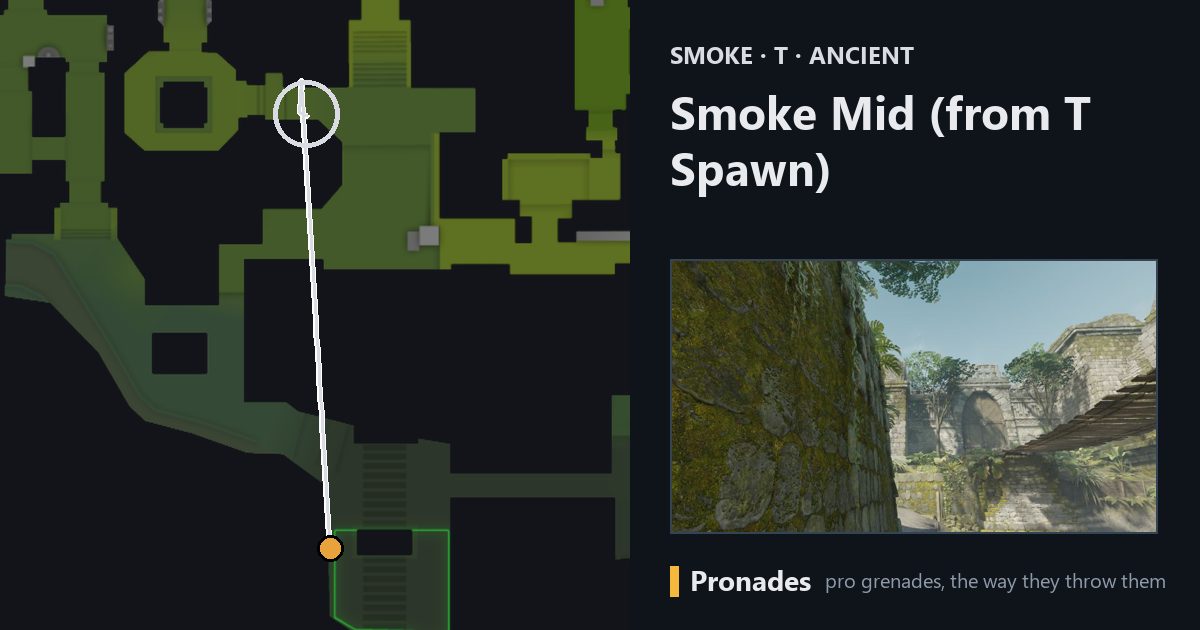 SMOKE · T · ANCIENT
Smoke Mid (from T
Spawn)
Pronades pro grenades, the way they throw them